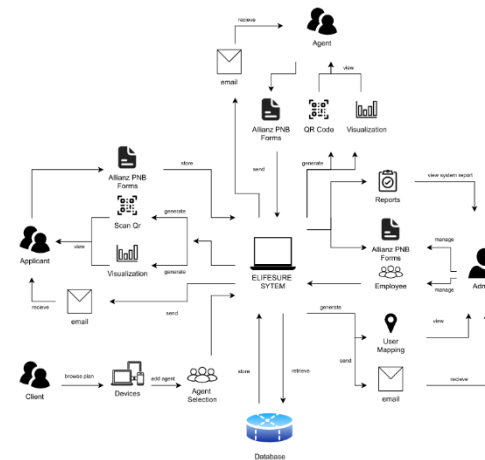 recieve
Agent
email
view
Allianz PNB
Forms
QR Code
Visualization
send
generate
Allianz PNB
Forms
store
Reports
view system report
Scan Qr
generate
Applicant
view
Visualization
generate
Allianz PNB
Forms
manage
ELIFESURE
SYTEM
Employee
manage
Adm
recieve
email
send
generate
User
Mapping
view
send
email
recieve
Client
browse plan
Devices
add agent
Agent
Selection
store
retrieve
Database